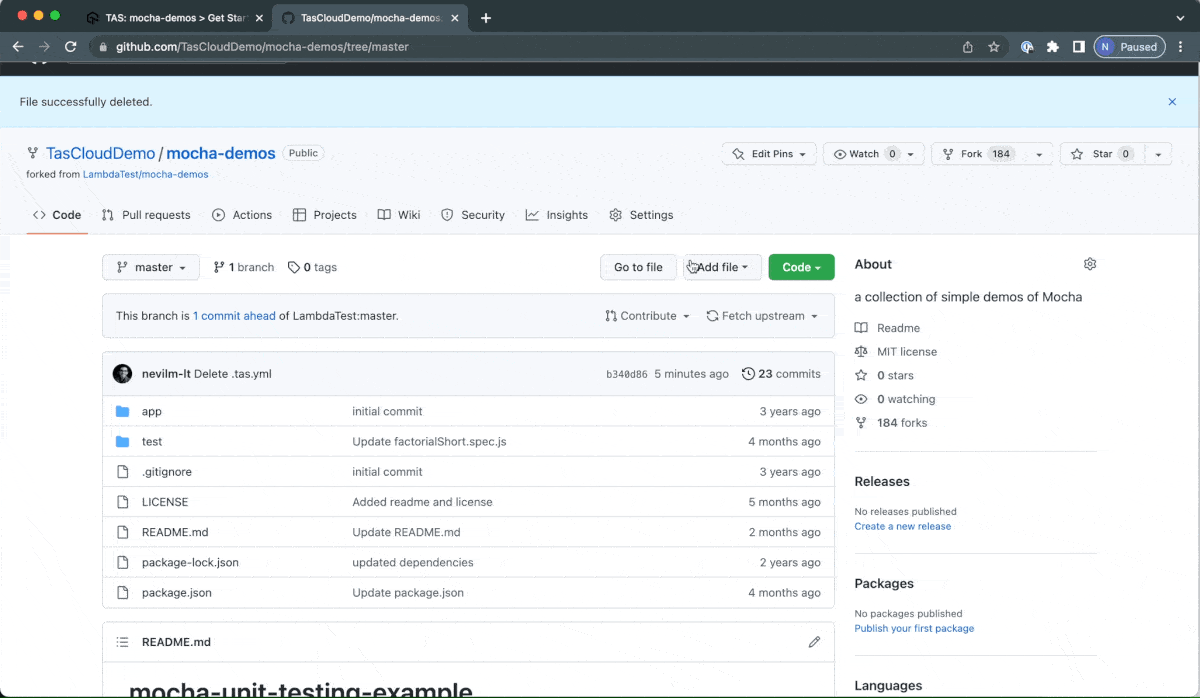 TAS: mocha-demos > Get Star
TasCloudDemo/mocha-demos
github.com/TasCloudDemo/mocha-demos/tree/master
N Paused
File successfully deleted.
TasCloudDemo / mocha-demos Public
Edit Pins Watch 0 Fork 184 Star 0
forked from LambdaTest/mocha-demos
Code Pull requests Actions Projects Wiki Security Insights Settings
master 1 branch 0 tags Go to file Add file Code
This branch is 1 commit ahead of LambdaTest:master. Contribute Fetch upstream
nevilm-lt Delete .tas.yml b340d86 5 minutes ago 23 commits
app initial commit 3 years ago
test Update factorialShort.spec.js 4 months ago
.gitignore initial commit 3 years ago
LICENSE Added readme and license 5 months ago
README.md Update README.md 2 months ago
package-lock.json updated dependencies 2 years ago
package.json Update package.json 4 months ago
README.md
mocha-unit-testing-example
About
a collection of simple demos of Mocha
Readme
MIT license
0 stars
0 watching
184 forks
Releases
No releases published
Create a new release
Packages
No packages published
Publish your first package
Languages